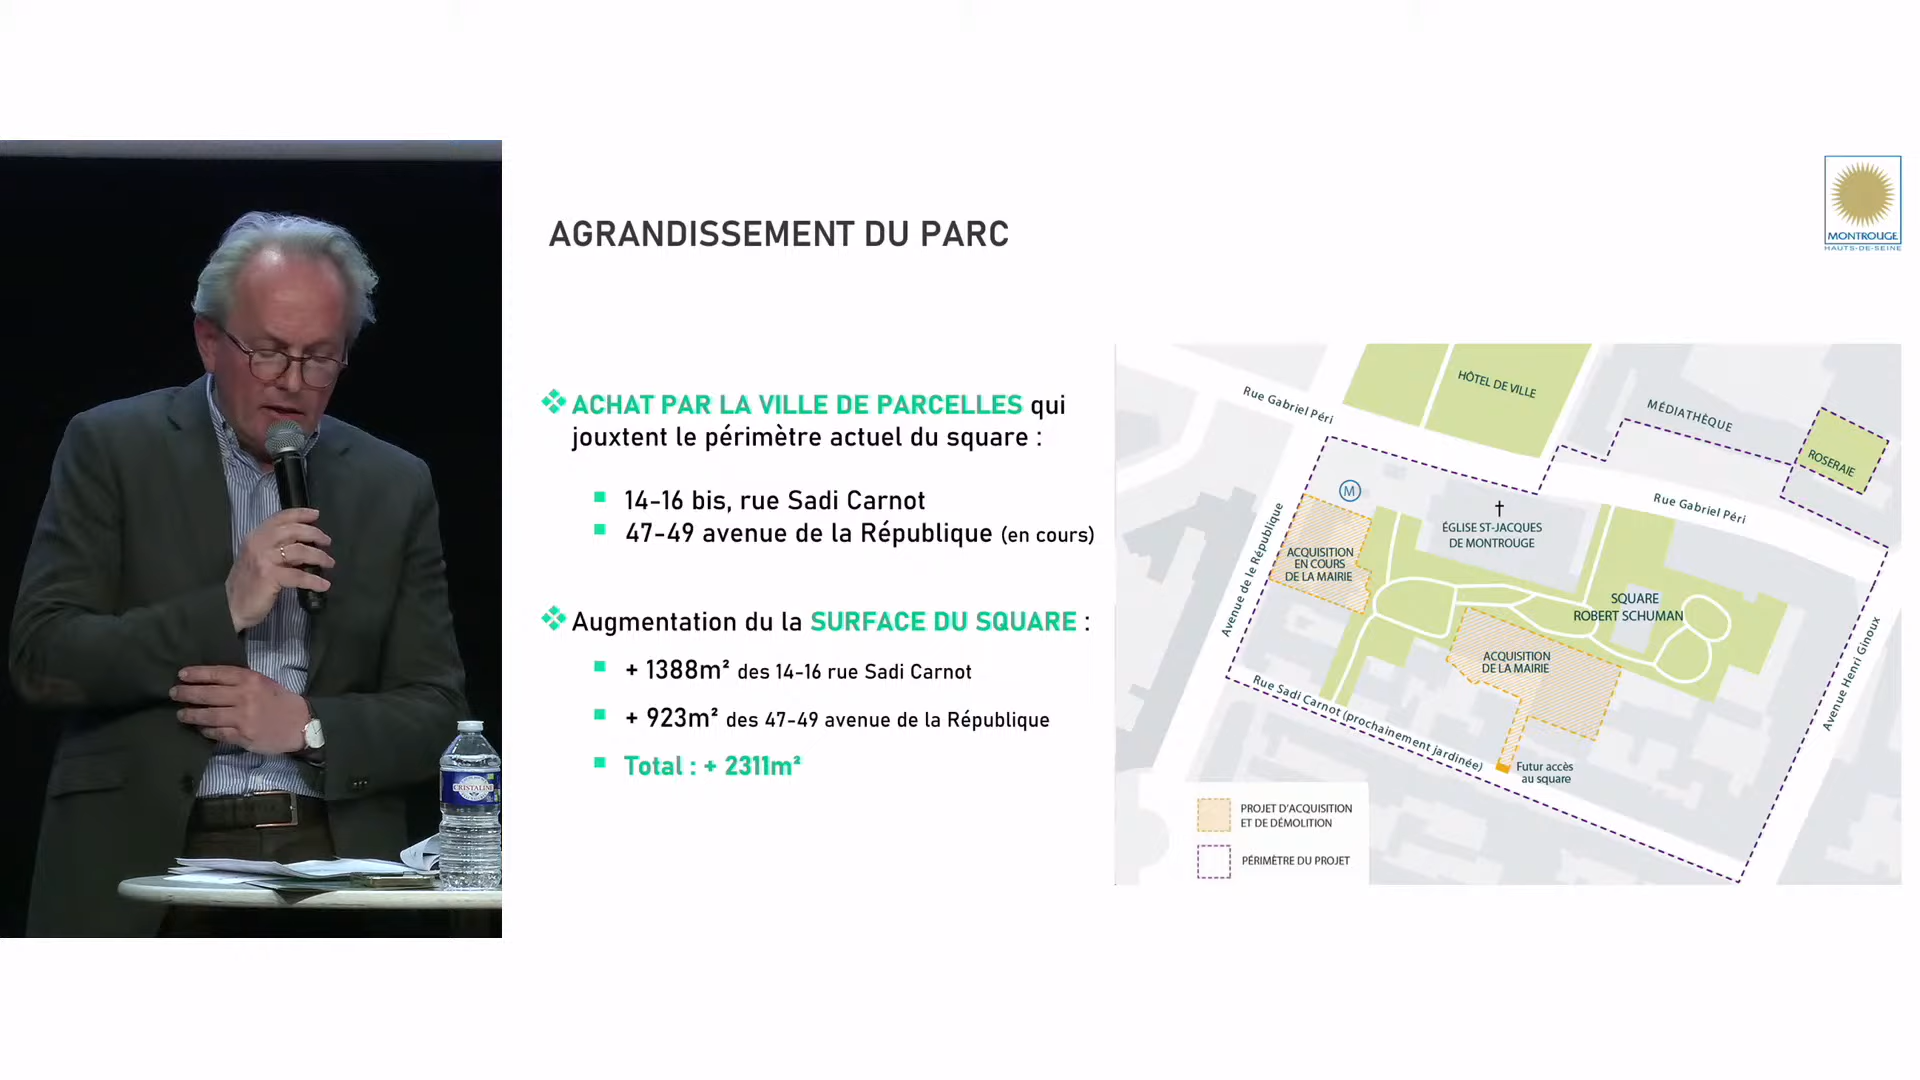 AGRANDISSEMENT DU PARC
MONTROUGE
HAUTS-DE-SEINE
ACHAT PAR LA VILLE DE PARCELLES qui
jouxtent le périmètre actuel du square :
14-16 bis, rue Sadi Carnot
47-49 avenue de la République (en cours)
Augmentation du la SURFACE DU SQUARE :
+ 1388m² des 14-16 rue Sadi Carnot
+ 923m² des 47-49 avenue de la République
Total : + 2311m²
CRISTALINE
HÔTEL DE VILLE
Rue Gabriel Péri
MÉDIATHÈQUE
ROSERAIE
M
Rue Gabriel Péri
ÉGLISE ST-JACQUES
DE MONTROUGE
Avenue de le République
ACQUISITION
EN COURS
DE LA MAIRIE
SQUARE
ROBERT SCHUMAN
ACQUISITION
DE LA MAIRIE
Avenue Henri Ginoux
Rue Sadi Carnot (prochainement jardinée)
Futur accès
au square
PROJET D'ACQUISITION
ET DE DÉMOLITION
PÉRIMÈTRE DU PROJET